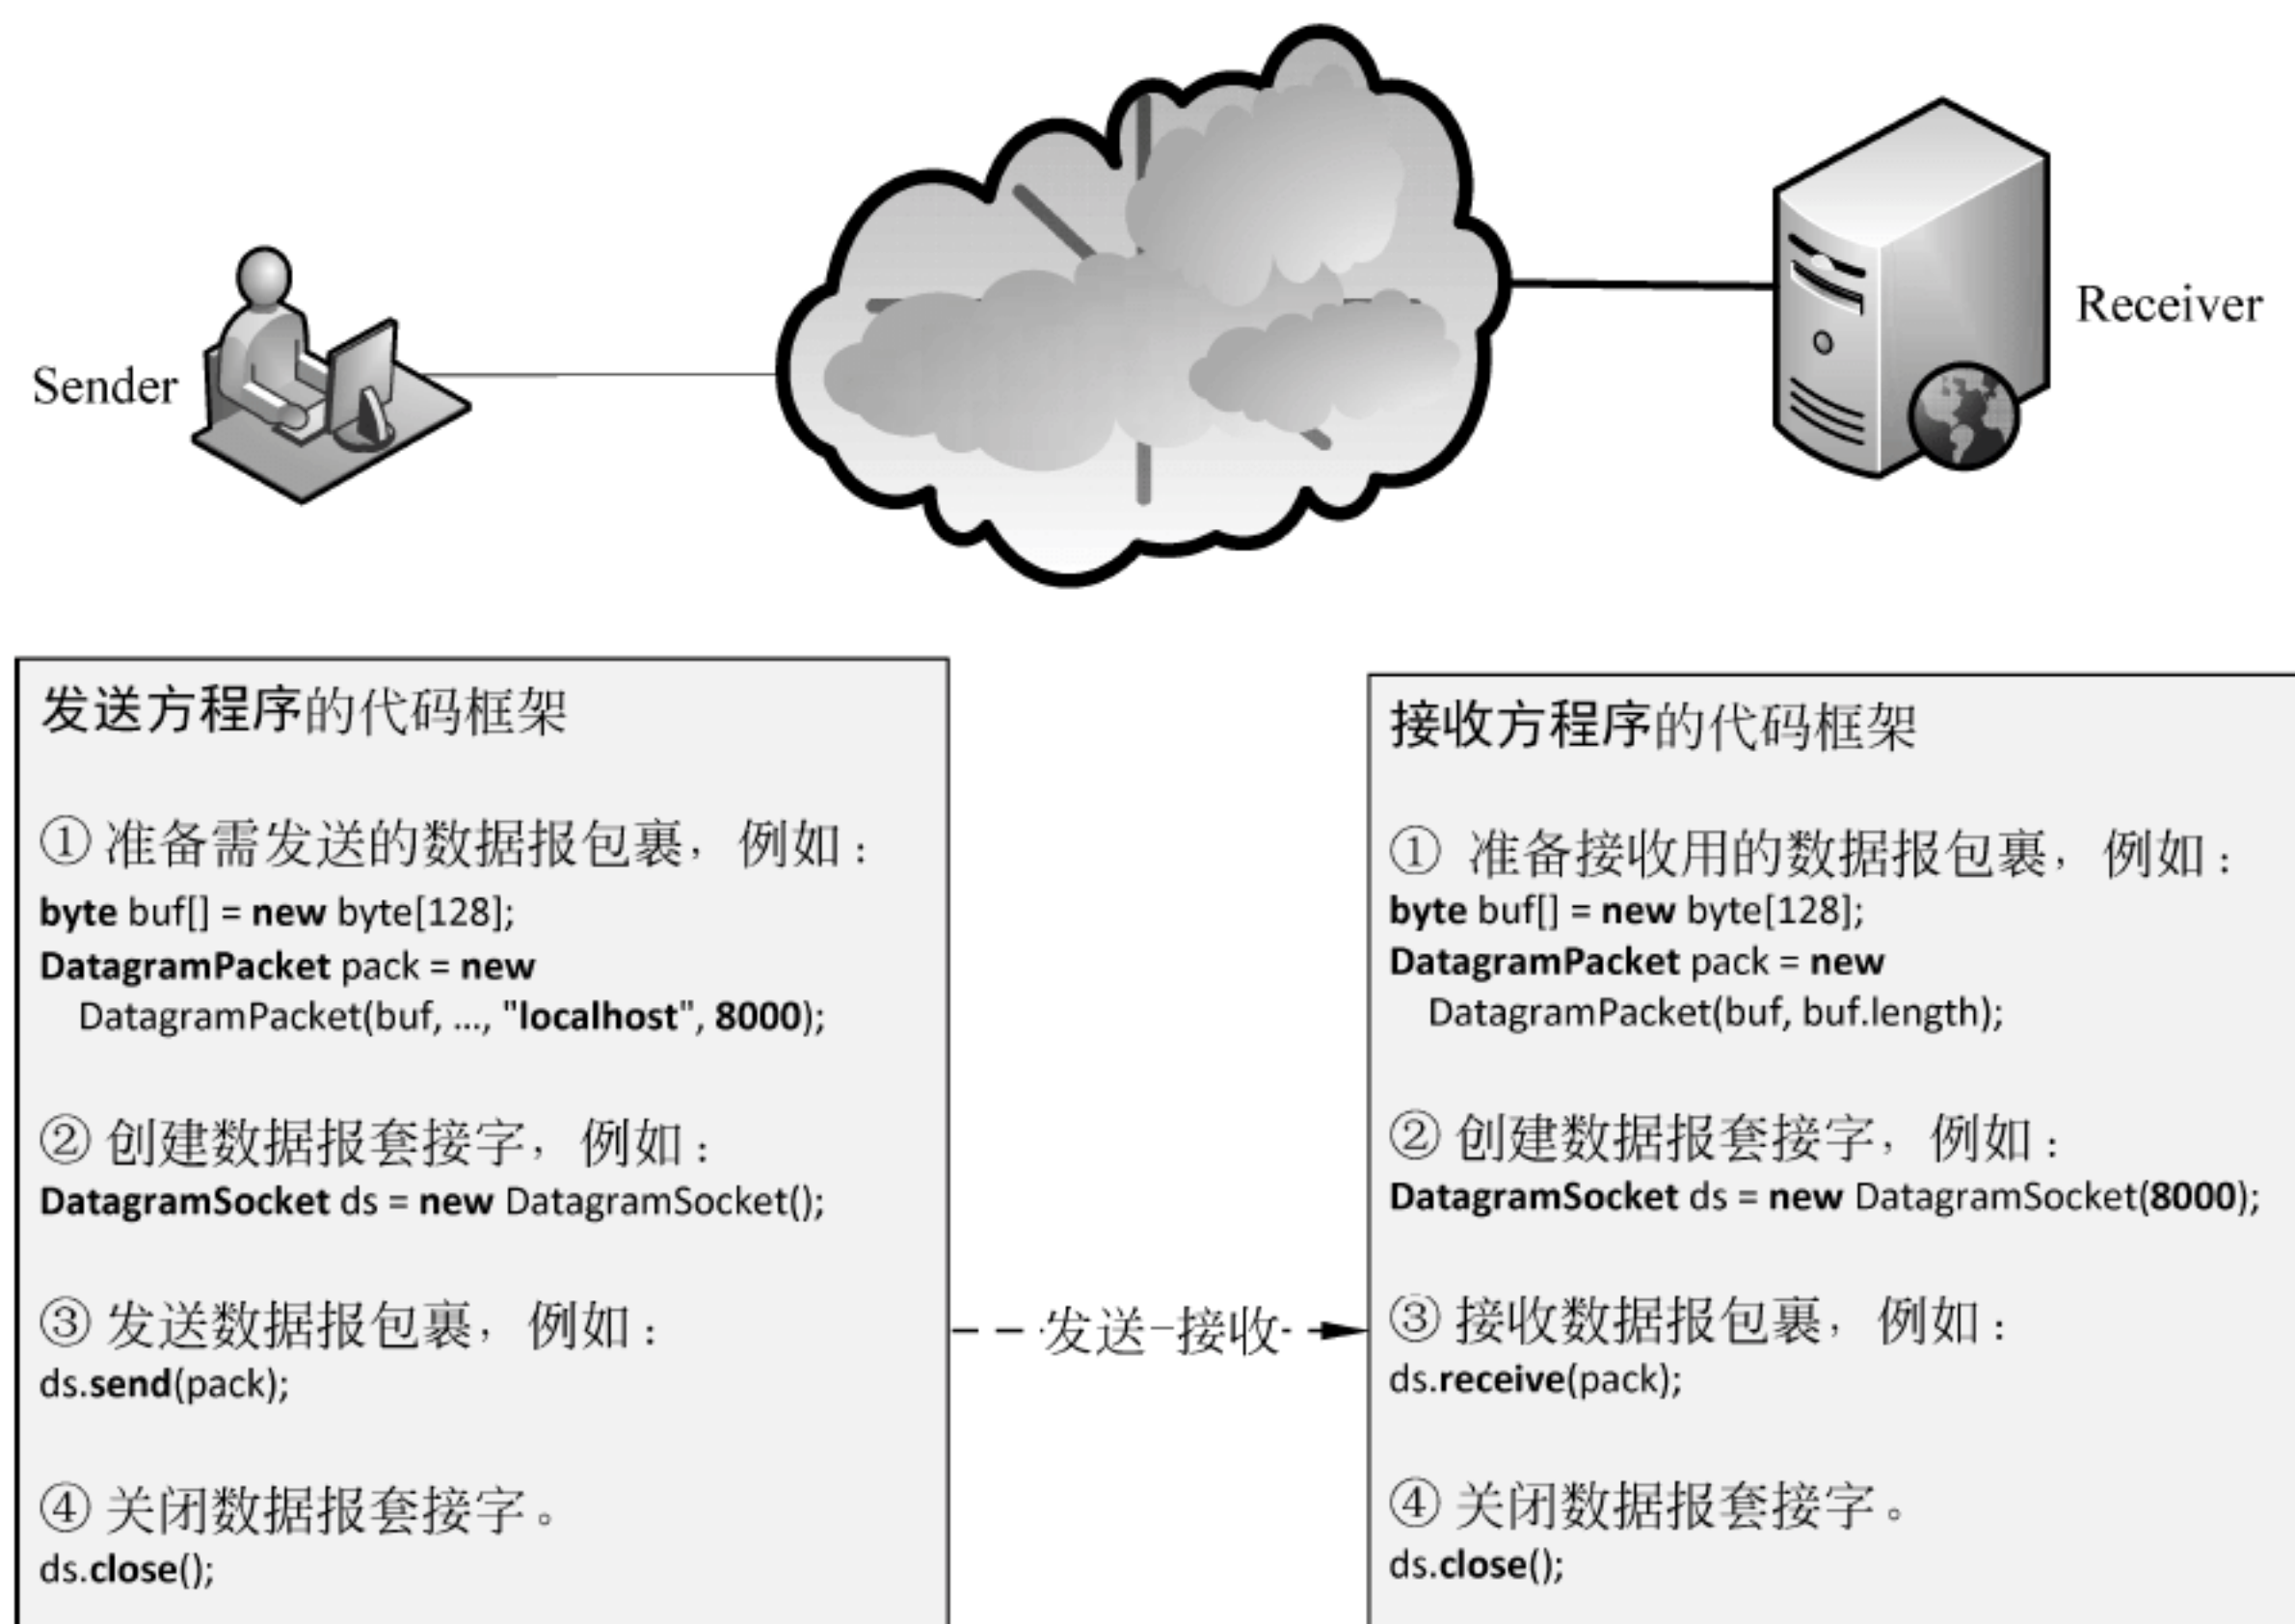 Sender
Receiver
发送方程序的代码框架
① 准备需发送的数据报包裹，例如：
byte buf[] = new byte[128];
DatagramPacket pack = new
DatagramPacket(buf, ..., "localhost", 8000);
② 创建数据报套接字，例如：
DatagramSocket ds = new DatagramSocket();
③ 发送数据报包裹，例如：
ds.send(pack);
④ 关闭数据报套接字。
ds.close();
发送-接收
接收方程序的代码框架
① 准备接收用的数据报包裹，例如：
byte buf[] = new byte[128];
DatagramPacket pack = new
DatagramPacket(buf, buf.length);
② 创建数据报套接字，例如：
DatagramSocket ds = new DatagramSocket(8000);
③ 接收数据报包裹，例如：
ds.receive(pack);
④ 关闭数据报套接字。
ds.close();